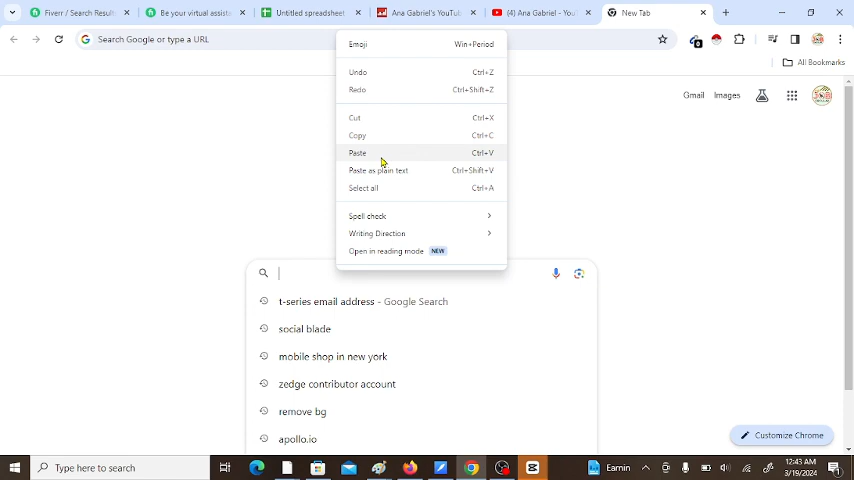 Fiverr / Search Result
Be your virtual assista
Untitled spreadsheet
Ana Gabriel's YouTub
(4) Ana Gabriel - You
New Tab
Search Google or type a URL
All Bookmarks
Gmail Images
Emoji Win+Period
Undo Ctrl+Z
Redo Ctrl+Shift+Z
Cut Ctrl+X
Copy Ctrl+C
Paste Ctrl+V
Paste as plain text Ctrl+Shift+V
Select all Ctrl+A
Spell check
Writing Direction
Open in reading mode NEW
t-series email address - Google Search
social blade
mobile shop in new york
zedge contributor account
remove bg
apollo.io
Customize Chrome
Type here to search
Earnin
12:43 AM
3/19/2024